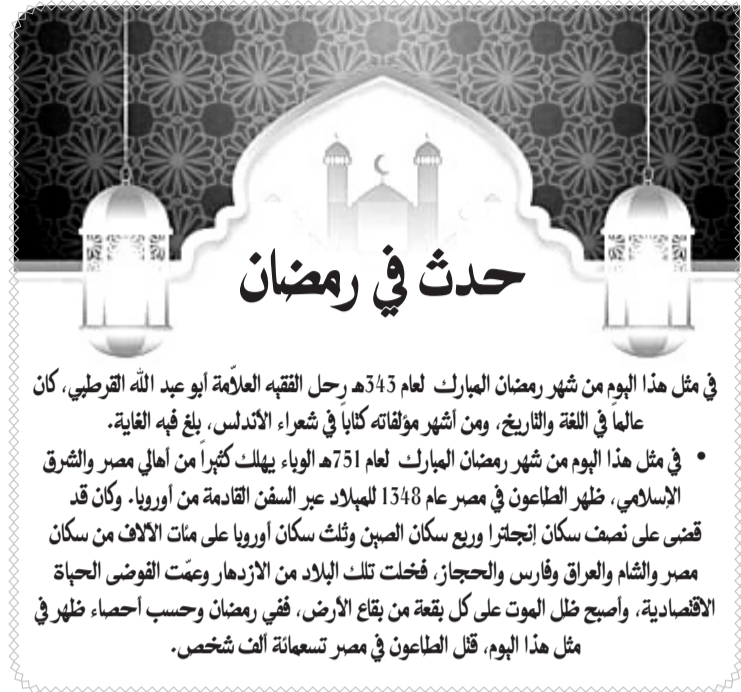 حدث في رمضان
في مثل هذا اليوم من شهر رمضان المبارك لعام 343هـ رحل الفقيه العلاّمة أبو عبد الله القرطبي، كان
عالماً في اللغة والتاريخ، ومن أشهر مؤلفاته كتاباً في شعراء الأندلس، بلغ فيه الغاية.
• في مثل هذا اليوم من شهر رمضان المبارك لعام 751هـ الوباء يهلك كثيراً من أهالي مصر والشرق
الإسلامي، ظهر الطاعون في مصر عام 1348 للميلاد عبر السفن القادمة من أوروبا. وكان قد
قضى على نصف سكان إنجلترا وربع سكان الصين وثلث سكان أوروبا على مئات الآلاف من سكان
مصر والشام والعراق وفارس والحجاز، فخلت تلك البلاد من الازدهار وعمّت الفوضى الحياة
الاقتصادية، وأصبح ظل الموت على كل بقعة من بقاع الأرض، ففي رمضان وحسب أحصاء ظهر في
مثل هذا اليوم، قتل الطاعون في مصر تسعمائة ألف شخص.